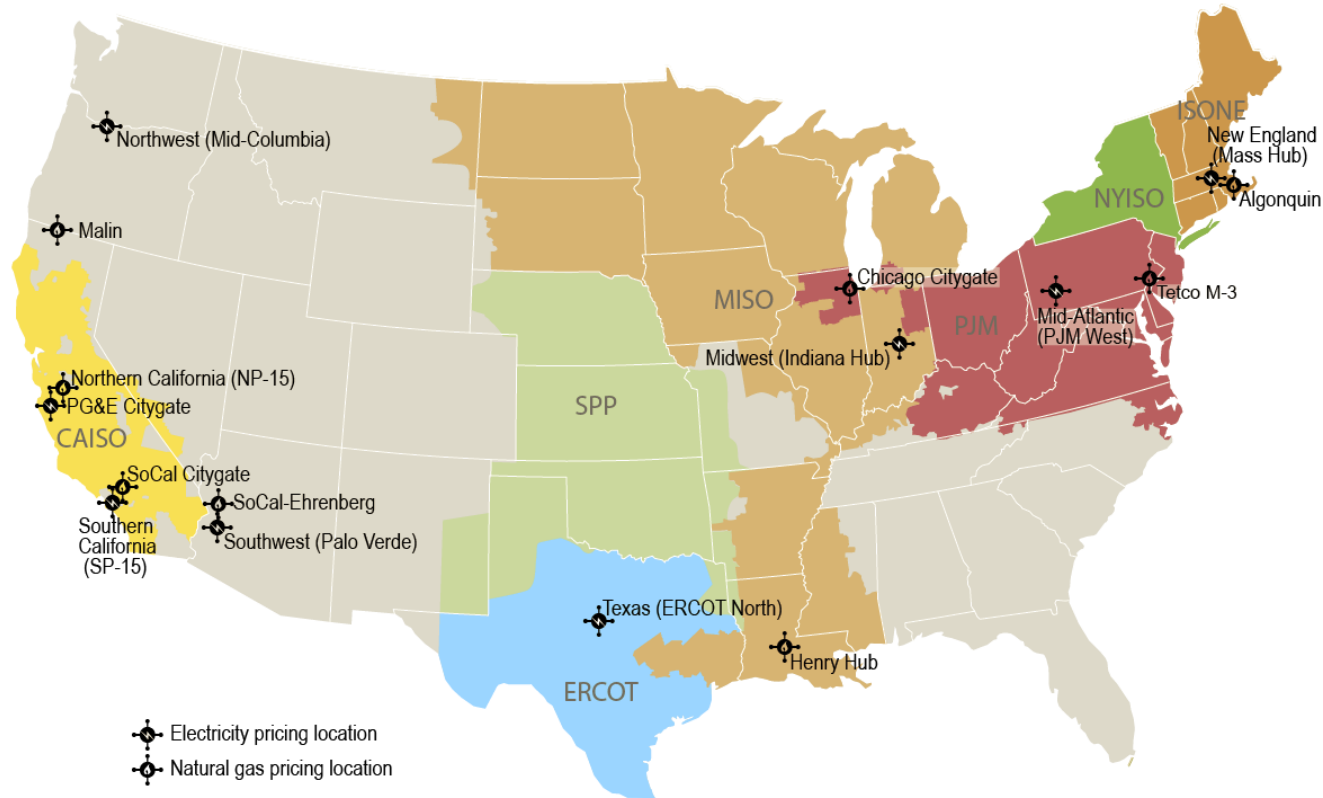 ISONE
Northwest (Mid-Columbia)
New England
(Mass Hub)
NYISO
Algonquin
Malin
Chicago Citygate
MISO
Tetco M-3
PJM
Mid-Atlantic
(PJM West)
Midwest (Indiana Hub)
Northern California (NP-15)
PG&E Citygate
SPP
CAISO
SoCal Citygate
SoCal-Ehrenberg
Southern
California
(SP-15)
Southwest (Palo Verde)
Texas (ERCOT North)
Henry Hub
ERCOT
Electricity pricing location
Natural gas pricing location